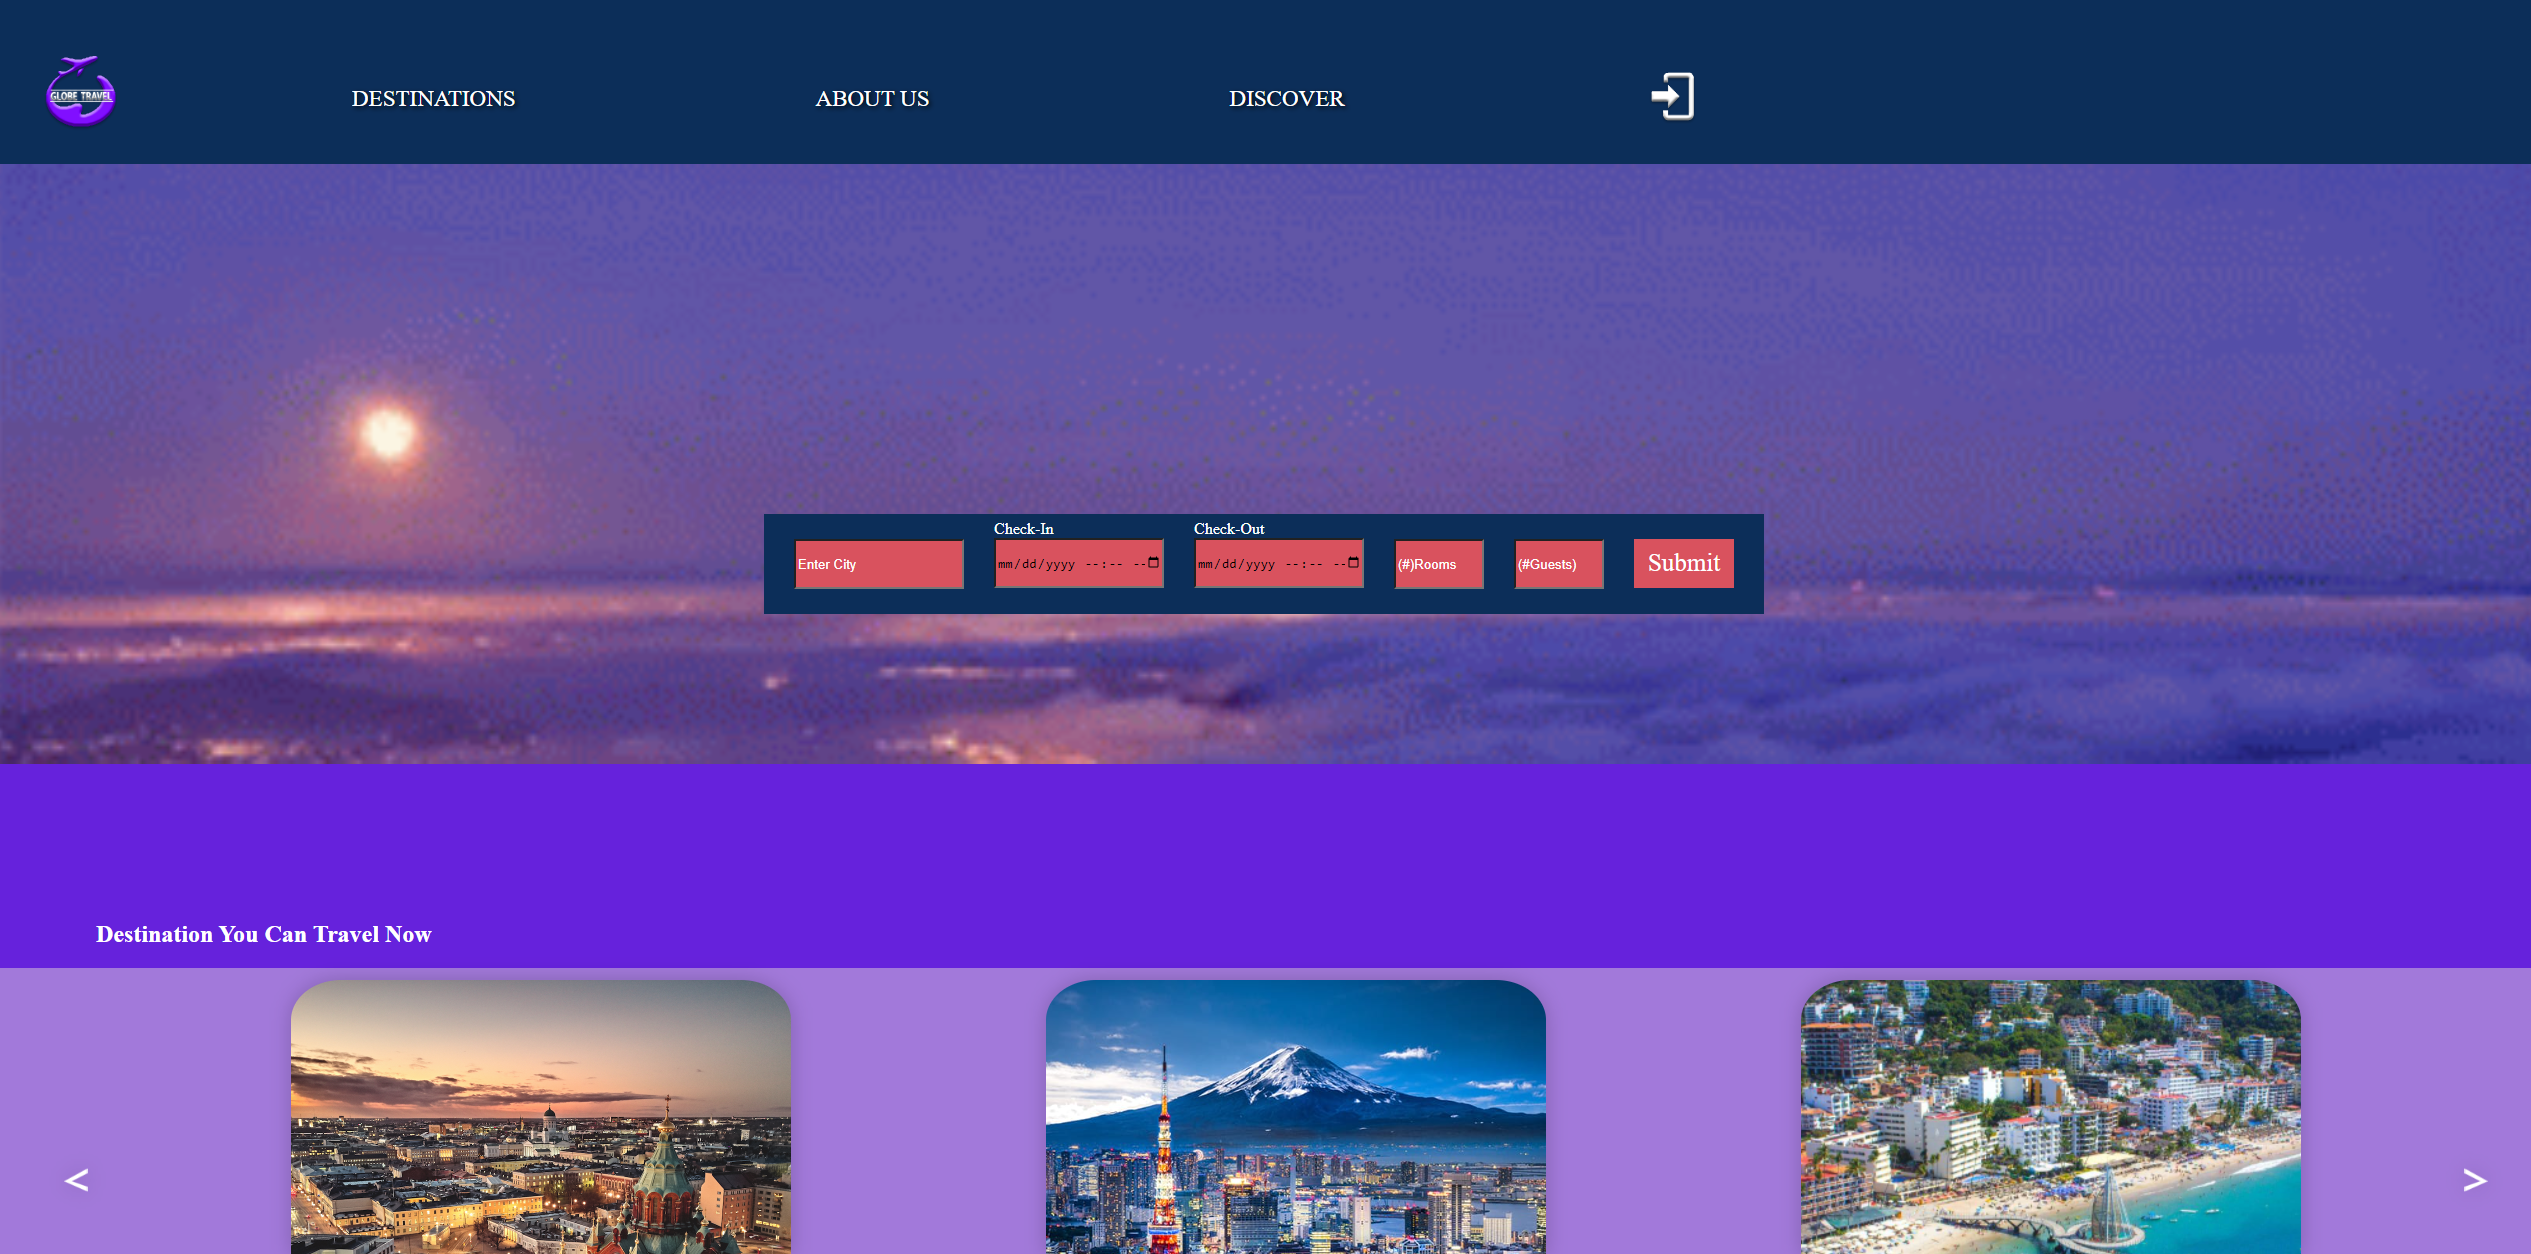 GLOBE TRAVEL
DESTINATIONS
ABOUT US
DISCOVER
Check-In
Check-Out
Enter City
mm/dd/yyyy --:-- --
mm/dd/yyyy --:-- --
(#)Rooms
(#Guests)
Submit
Destination You Can Travel Now
<
>